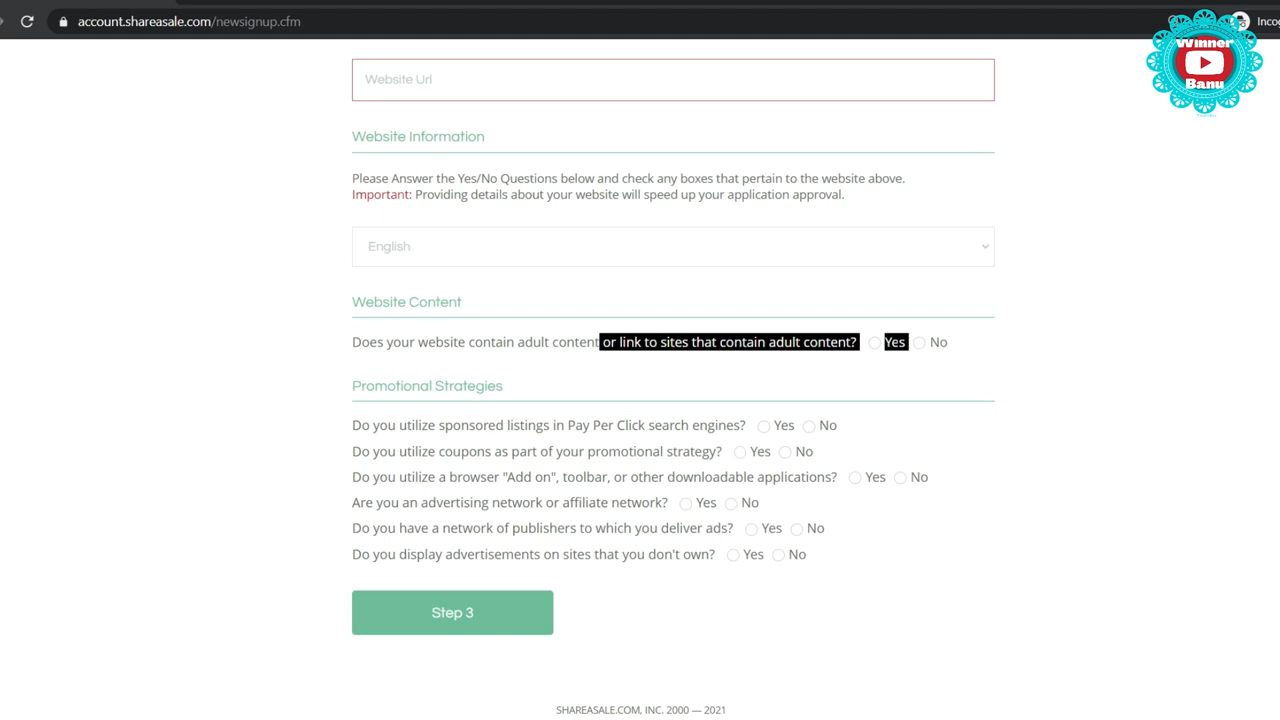 account.shareasale.com/newsignup.cfm
Winner
Banu
Website Url
Website Information
Please Answer the Yes/No Questions below and check any boxes that pertain to the website above.
Important: Providing details about your website will speed up your application approval.
English
Website Content
Does your website contain adult content or link to sites that contain adult content? Yes No
Promotional Strategies
Do you utilize sponsored listings in Pay Per Click search engines? Yes No
Do you utilize coupons as part of your promotional strategy? Yes No
Do you utilize a browser "Add on", toolbar, or other downloadable applications? Yes No
Are you an advertising network or affiliate network? Yes No
Do you have a network of publishers to which you deliver ads? Yes No
Do you display advertisements on sites that you don't own? Yes No
Step 3
SHAREASALE.COM, INC. 2000 — 2021